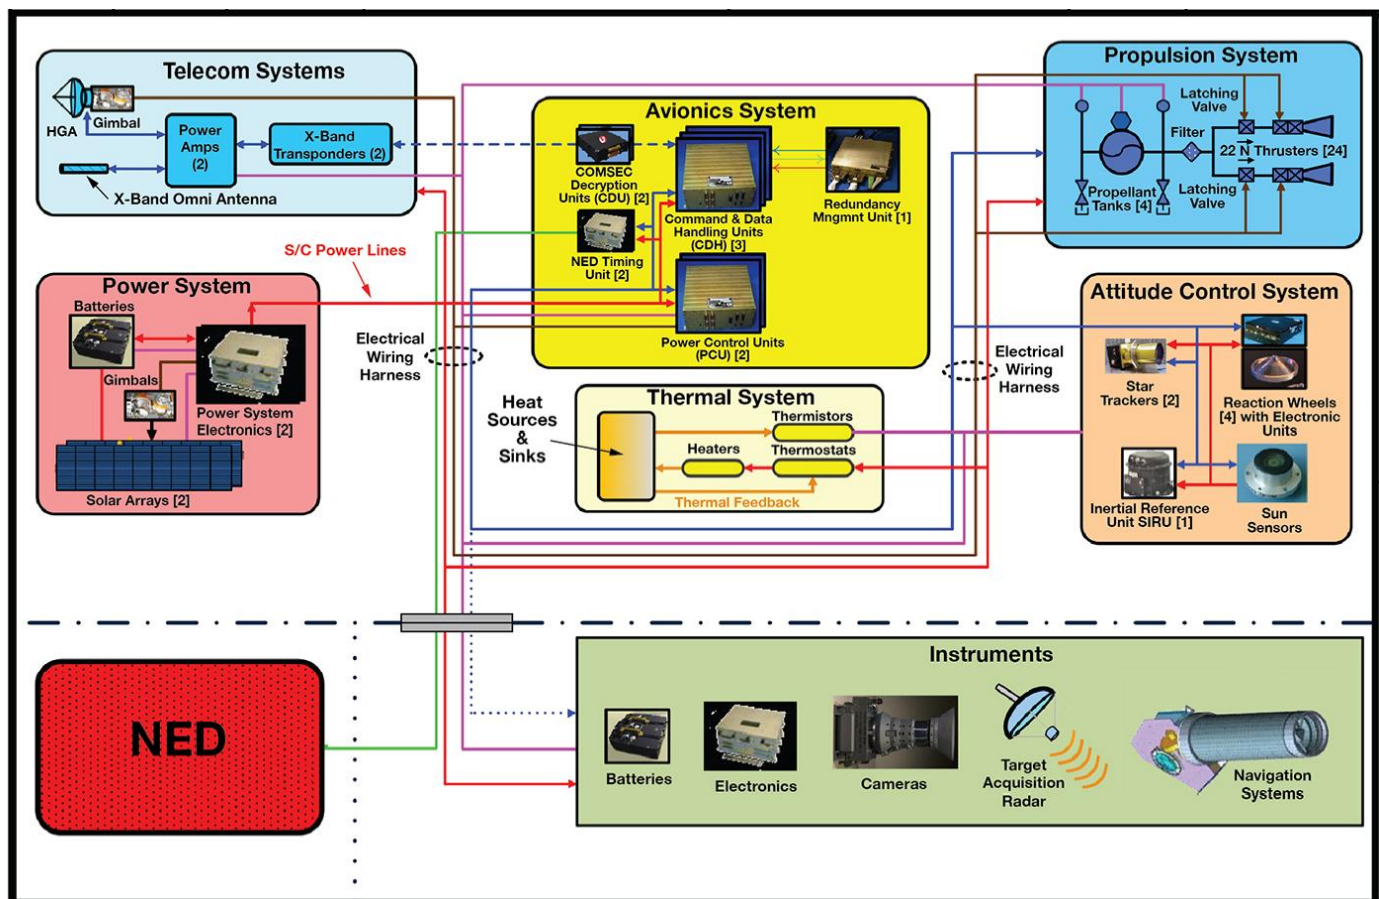 Telecom Systems
HGA
Gimbal
Power
Amps
(2)
X-Band
Transponders (2)
X-Band Omni Antenna
Avionics System
COMSEC
Decryption
Units (CDU) [2]
Command & Data
Handling Units
(CDH) [3]
Redundancy
Mngmnt Unit [1]
NED Timing
Unit [2]
Power Control Units
(PCU) [2]
Propulsion System
Latching
Valve
Filter
22 N Thrusters [24]
Propellant
Tanks [4]
Latching
Valve
S/C Power Lines
Power System
Batteries
Gimbals
Power System
Electronics [2]
Solar Arrays [2]
Electrical
Wiring
Harness
Heat
Sources
&
Sinks
Thermal System
Thermistors
Heaters
Thermostats
Thermal Feedback
Electrical
Wiring
Harness
Attitude Control System
Star
Trackers [2]
Reaction Wheels
[4] with Electronic
Units
Inertial Reference
Unit SIRU [1]
Sun
Sensors
NED
Instruments
Batteries
Electronics
Cameras
Target
Acquisition
Radar
Navigation
Systems